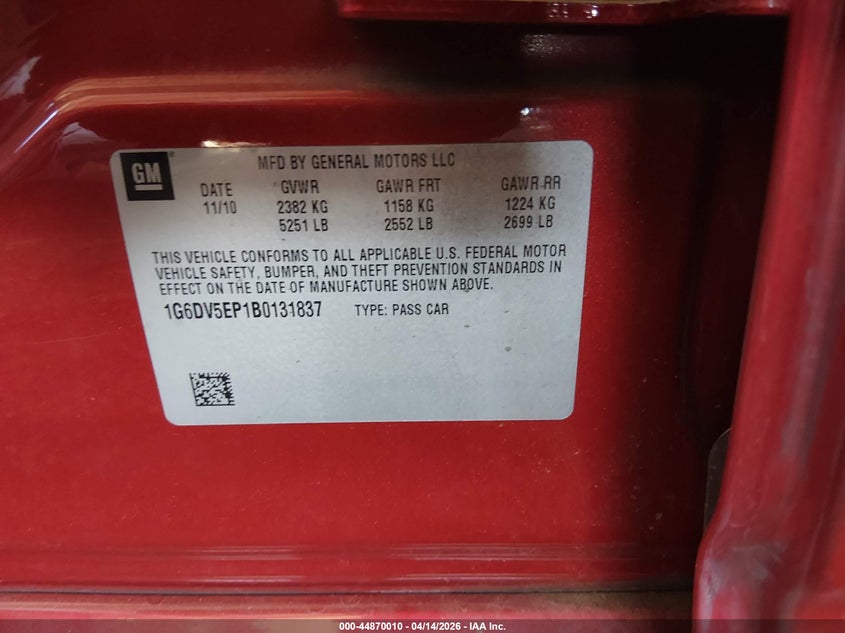 GM
MFD BY GENERAL MOTORS LLC
DATE GVWR GAWR FRT GAWR RR
11/10 2382 KG 1158 KG 1224 KG
5251 LB 2552 LB 2699 LB
THIS VEHICLE CONFORMS TO ALL APPLICABLE U.S. FEDERAL MOTOR
VEHICLE SAFETY, BUMPER, AND THEFT PREVENTION STANDARDS IN
EFFECT ON THE DATE OF MANUFACTURE SHOWN ABOVE.
1G6DV5EP1B0131837 TYPE: PASS CAR
000-44870010 - 04/14/2026 - IAA Inc.